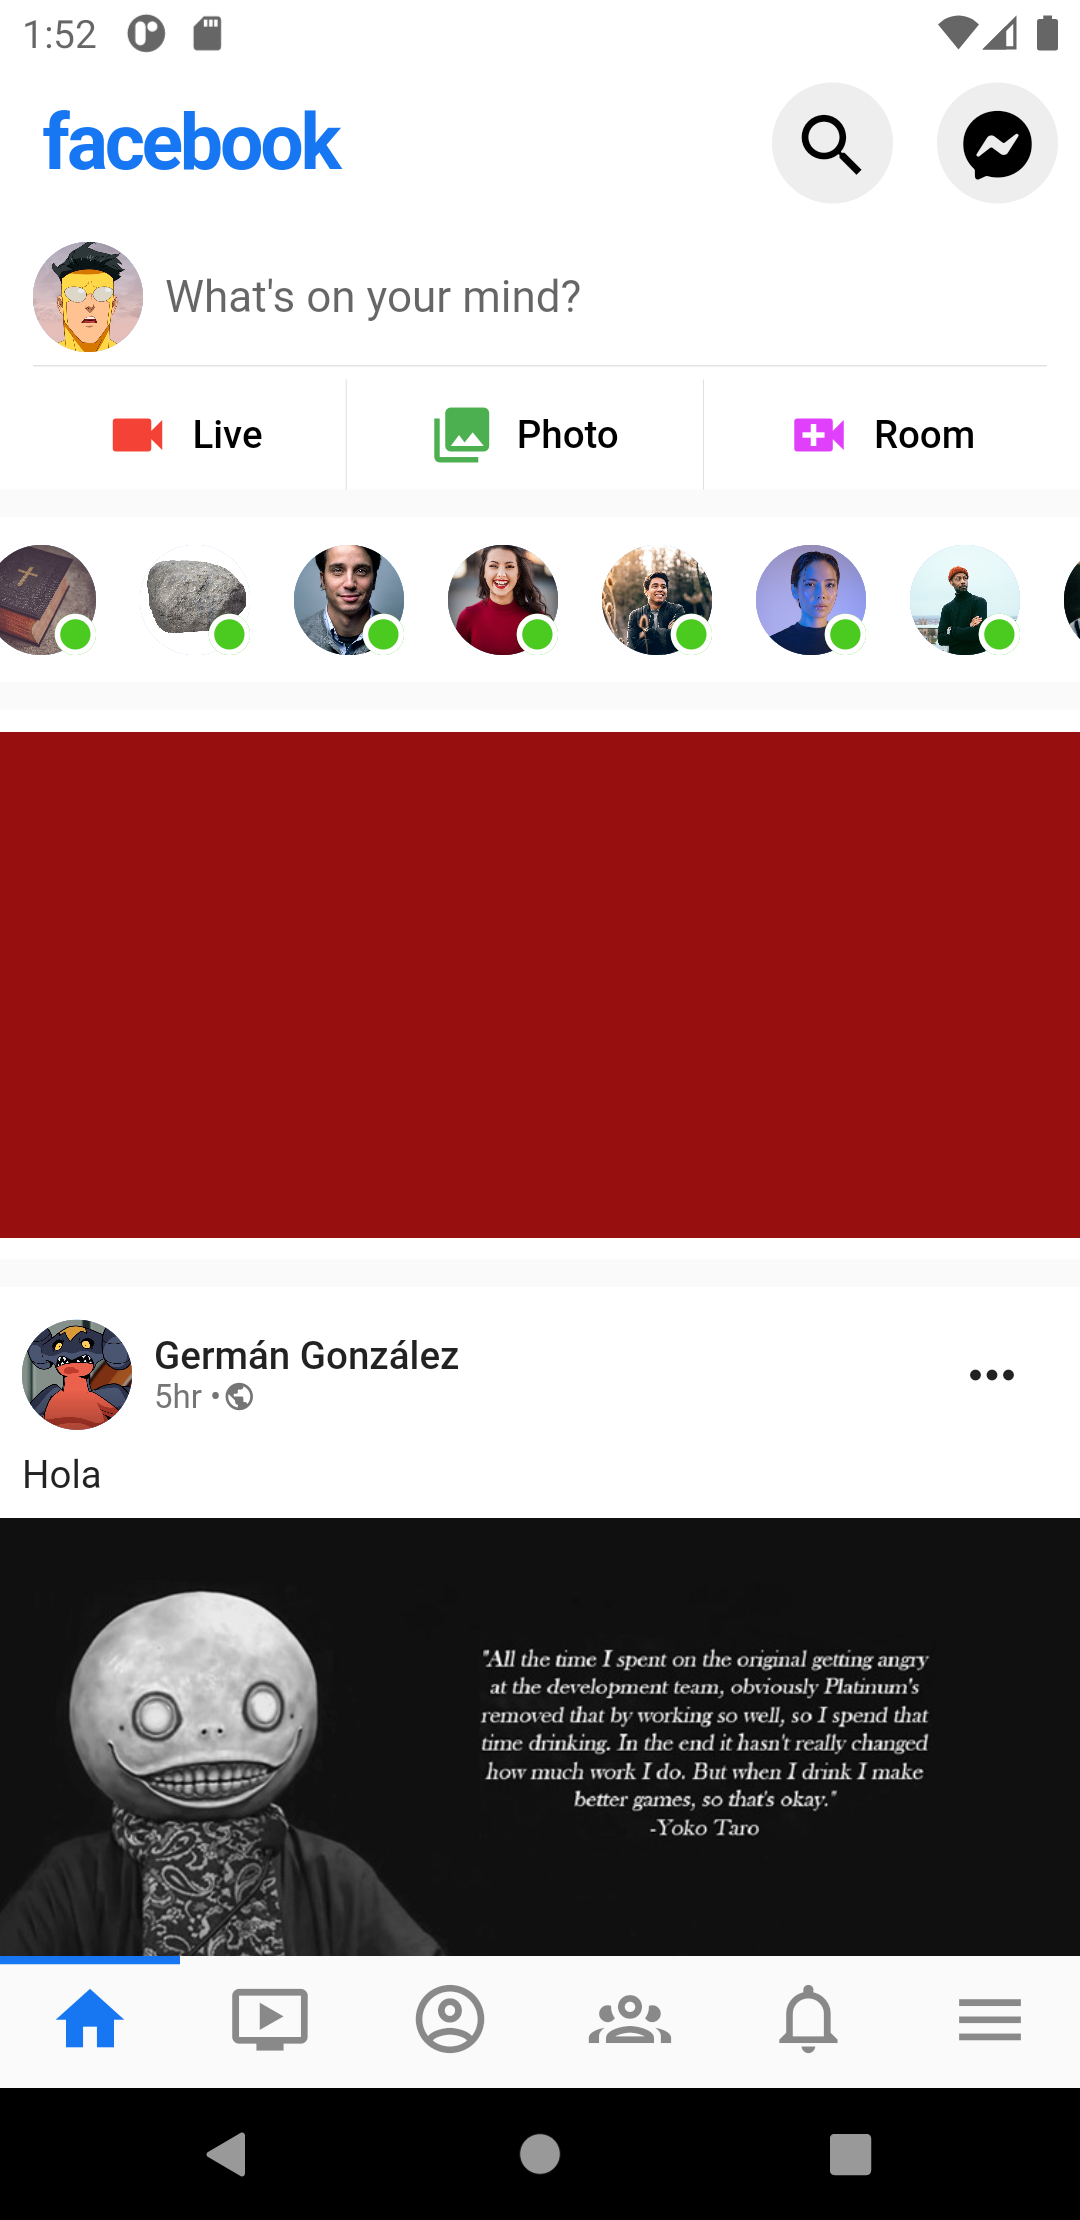 1:52
facebook
What's on your mind?
Live
Photo
Room
Germán González
5hr •
Hola
"All the time I spent on the original getting angry
at the development team, obviously Platinum's
removed that by working so well, so I spend that
time drinking. In the end it hasn't really changed
how much work I do. But when I drink I make
better games, so that's okay."
-Yoko Taro